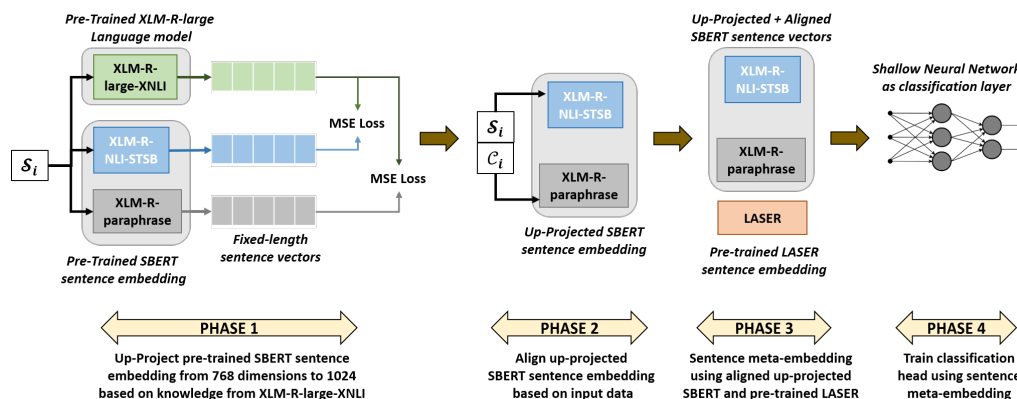 Pre-Trained XLM-R-large
Language model
XLM-R-
large-XNLI
XLM-R-
NLI-STSB
XLM-R-
paraphrase
𝓢ᵢ
Pre-Trained SBERT
sentence embedding
Fixed-length
sentence vectors
MSE Loss
MSE Loss
𝓢ᵢ
𝒞ᵢ
XLM-R-
NLI-STSB
XLM-R-
paraphrase
Up-Projected SBERT
sentence embedding
Up-Projected + Aligned
SBERT sentence vectors
XLM-R-
NLI-STSB
XLM-R-
paraphrase
LASER
Pre-trained LASER
sentence embedding
Shallow Neural Network
as classification layer
PHASE 1
Up-Project pre-trained SBERT sentence
embedding from 768 dimensions to 1024
based on knowledge from XLM-R-large-XNLI
PHASE 2
Align up-projected
SBERT sentence embedding
based on input data
PHASE 3
Sentence meta-embedding
using aligned up-projected
SBERT and pre-trained LASER
PHASE 4
Train classification
head using sentence
meta-embedding